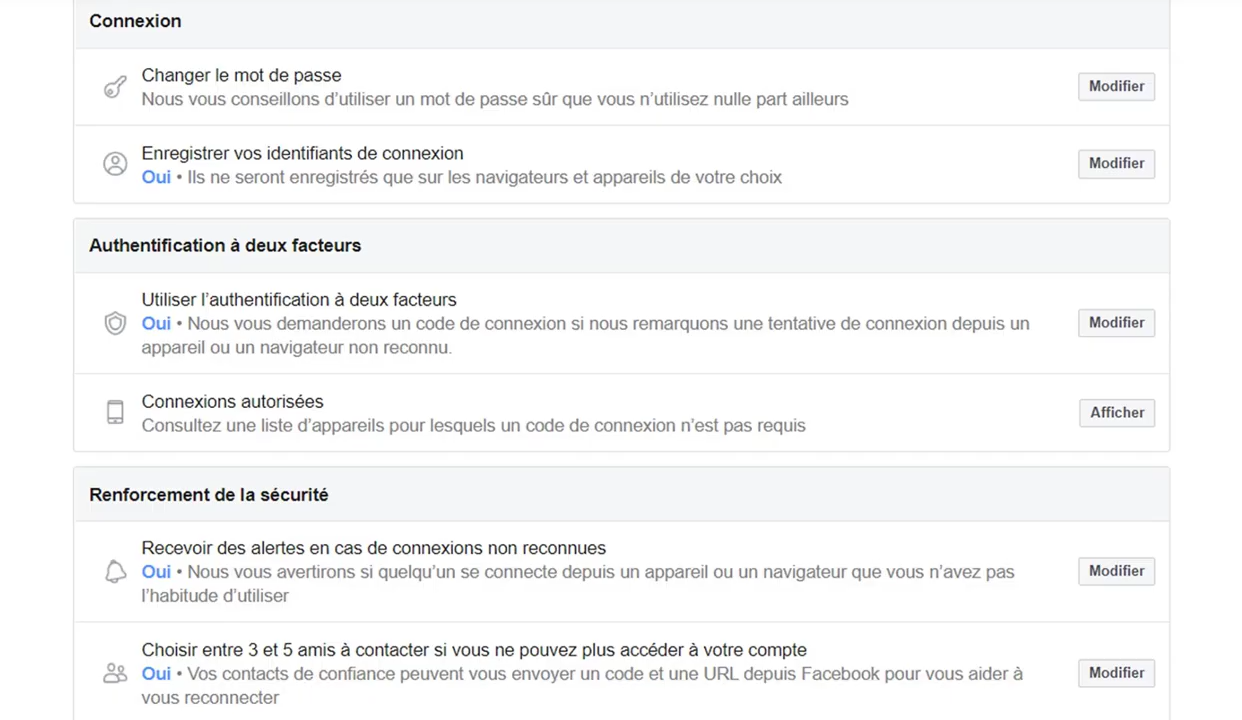 Connexion
Changer le mot de passe
Nous vous conseillons d’utiliser un mot de passe sûr que vous n’utilisez nulle part ailleurs
Modifier
Enregistrer vos identifiants de connexion
Oui • Ils ne seront enregistrés que sur les navigateurs et appareils de votre choix
Modifier
Authentification à deux facteurs
Utiliser l’authentification à deux facteurs
Oui • Nous vous demanderons un code de connexion si nous remarquons une tentative de connexion depuis un
appareil ou un navigateur non reconnu.
Modifier
Connexions autorisées
Consultez une liste d’appareils pour lesquels un code de connexion n’est pas requis
Afficher
Renforcement de la sécurité
Recevoir des alertes en cas de connexions non reconnues
Oui • Nous vous avertirons si quelqu’un se connecte depuis un appareil ou un navigateur que vous n’avez pas
l’habitude d’utiliser
Modifier
Choisir entre 3 et 5 amis à contacter si vous ne pouvez plus accéder à votre compte
Oui • Vos contacts de confiance peuvent vous envoyer un code et une URL depuis Facebook pour vous aider à
vous reconnecter
Modifier